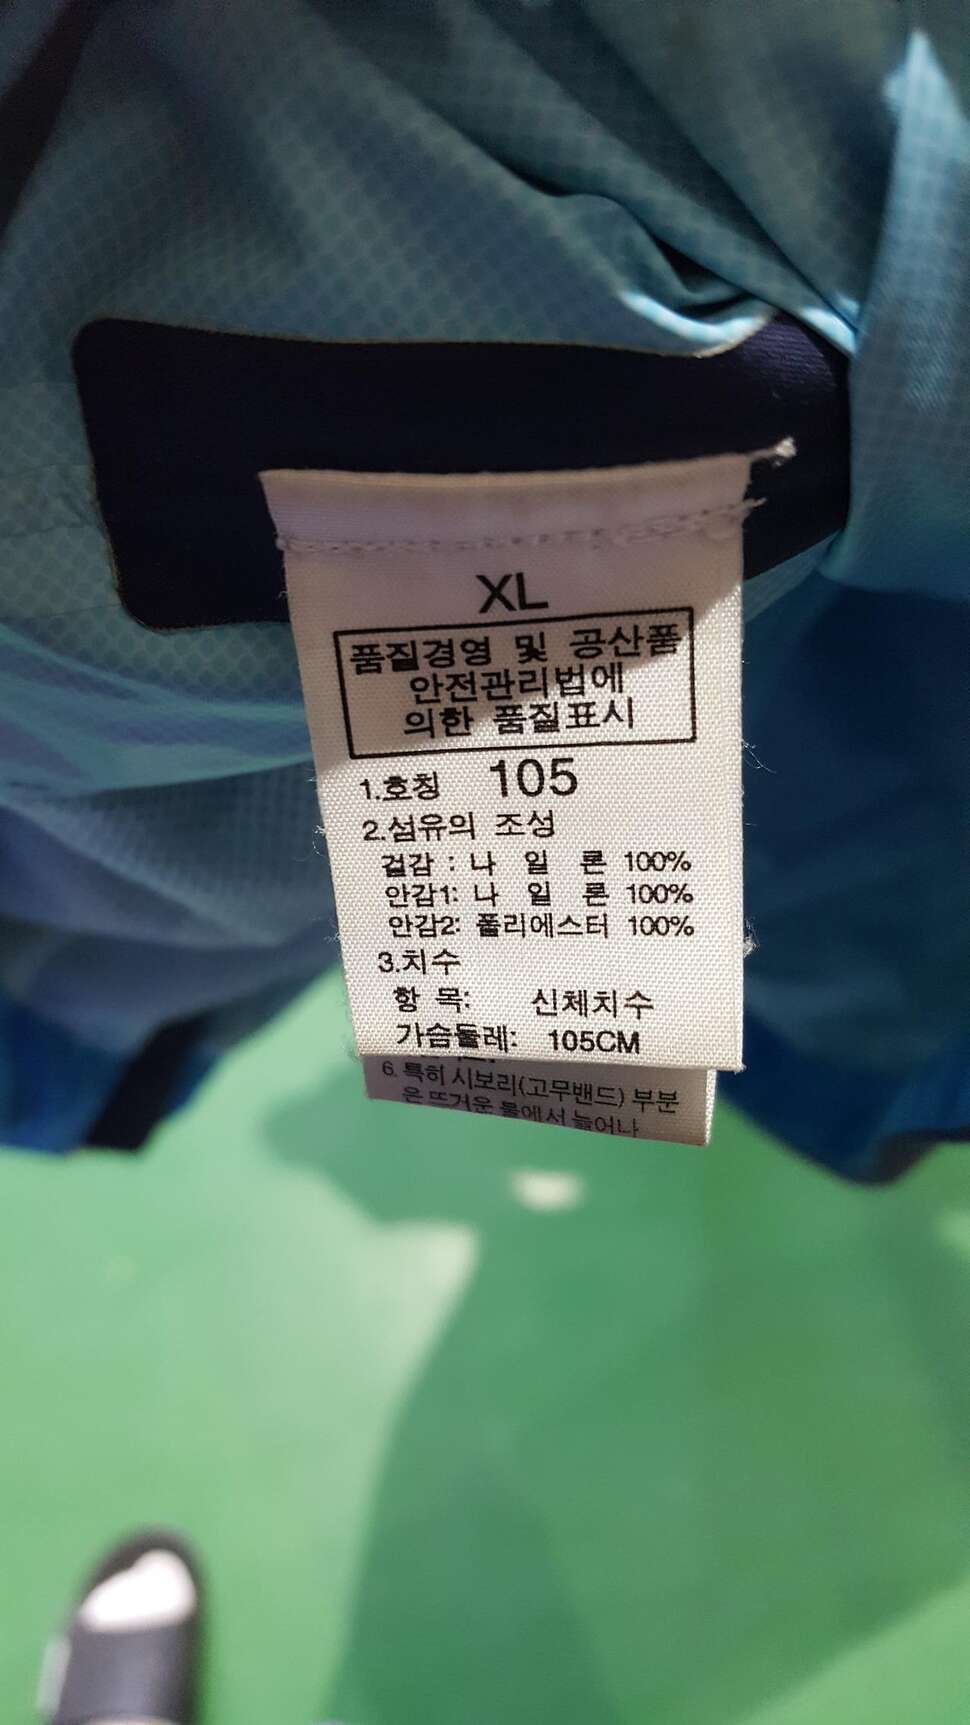 XL
품질경영 및 공산품
안전관리법에
의한 품질표시
1.호칭 105
2.섬유의 조성
겉감 : 나 일 론 100%
안감1: 나 일 론 100%
안감2: 폴리에스터 100%
3.치수
항 목: 신체치수
가슴둘레: 105CM
6. 특히 시보리(고무밴드) 부분
은 뜨거운 물에서 늘어나